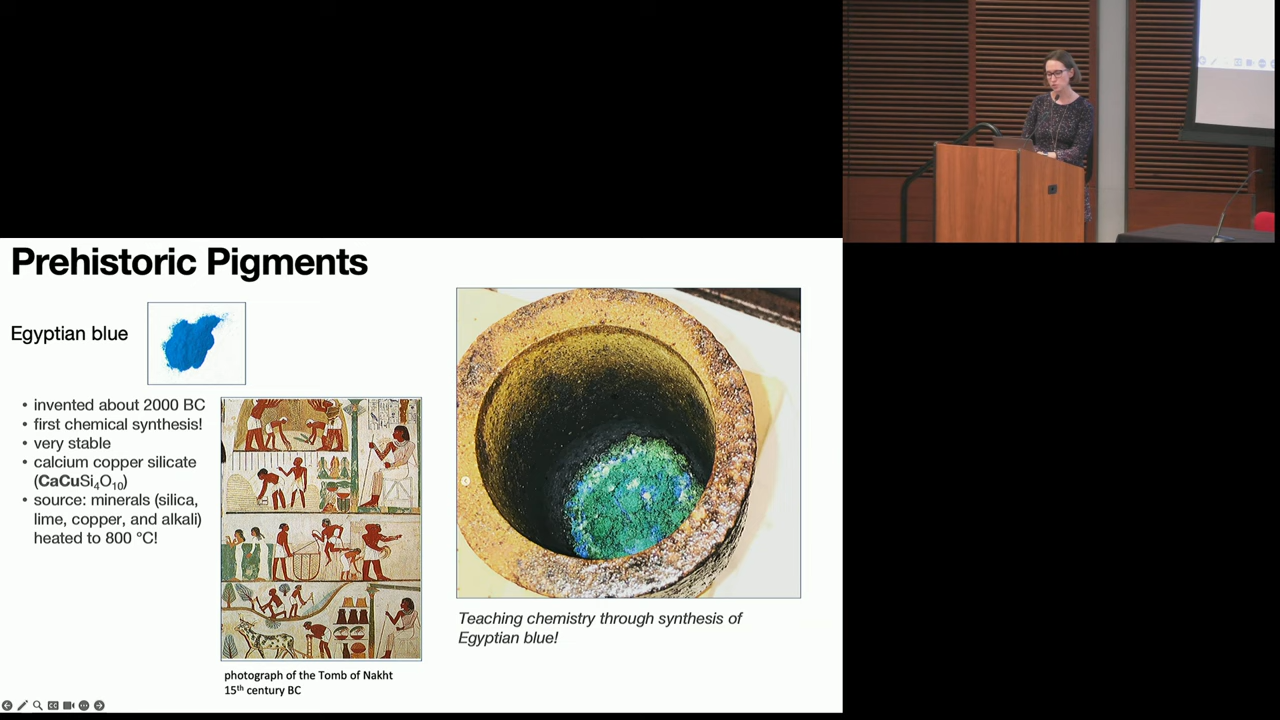 Prehistoric Pigments
Egyptian blue
• invented about 2000 BC
• first chemical synthesis!
• very stable
• calcium copper silicate
(CaCuSi₄O₁₀)
• source: minerals (silica,
lime, copper, and alkali)
heated to 800 °C!
photograph of the Tomb of Nakht
15th century BC
Teaching chemistry through synthesis of
Egyptian blue!